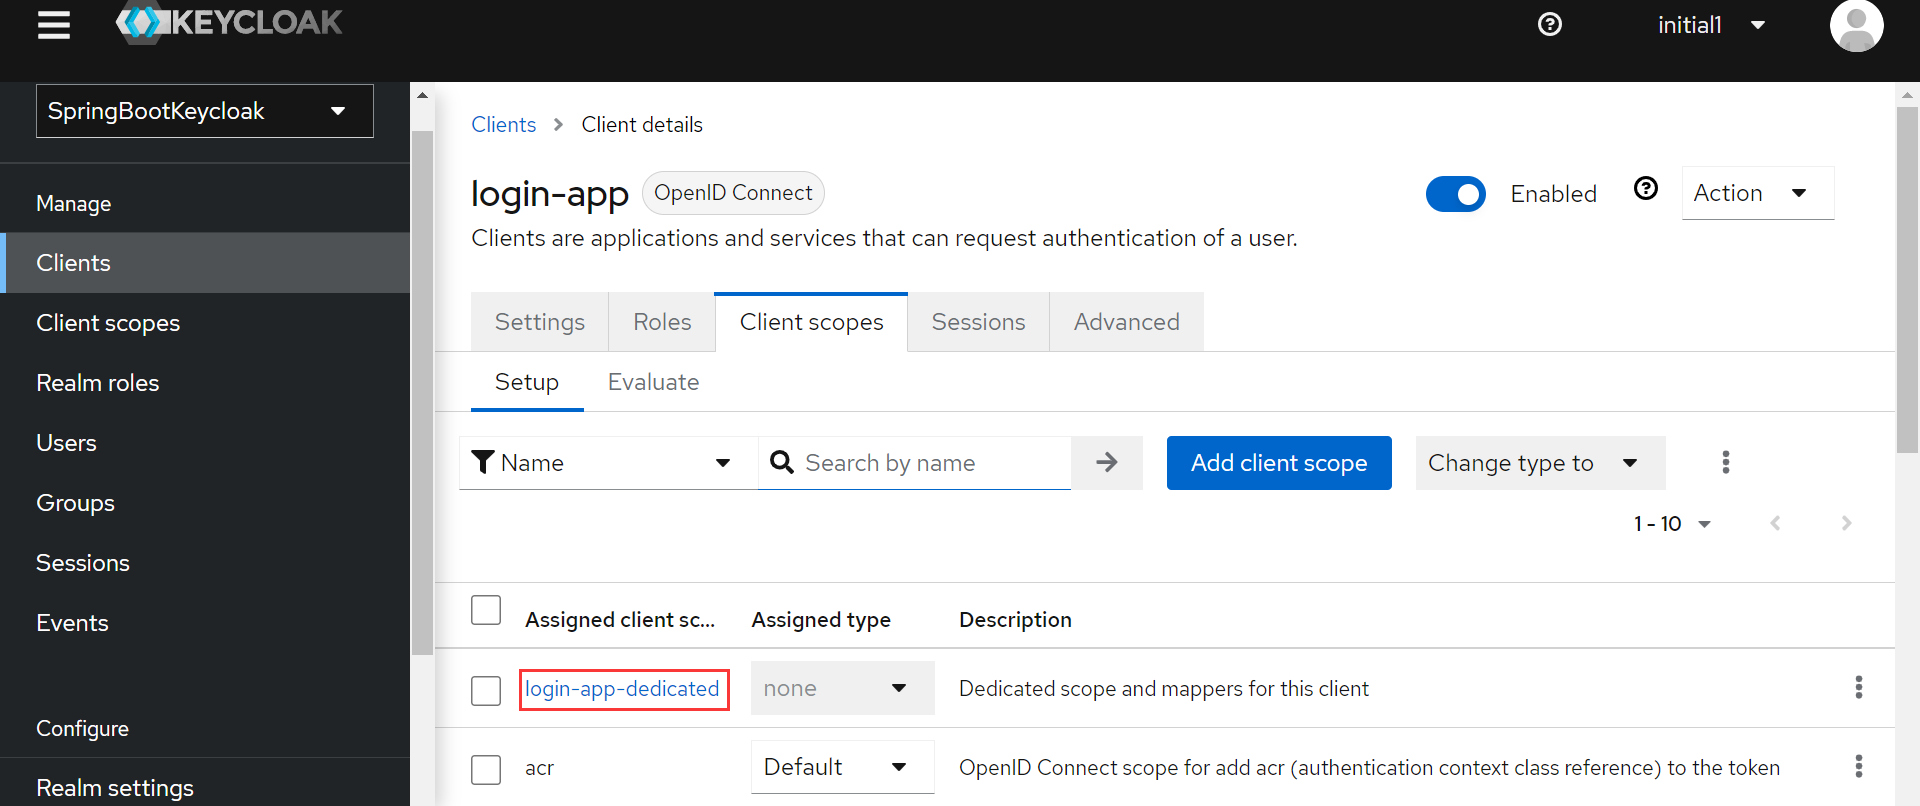 KEYCLOAK
initial1
SpringBootKeycloak
Manage
Clients
Client scopes
Realm roles
Users
Groups
Sessions
Events
Configure
Realm settings
Clients Client details
login-app OpenID Connect
Enabled Action
Clients are applications and services that can request authentication of a user.
Settings Roles Client scopes Sessions Advanced
Setup Evaluate
Name Search by name Add client scope Change type to
1 - 10
Assigned client sc... Assigned type Description
login-app-dedicated none Dedicated scope and mappers for this client
acr Default OpenID Connect scope for add acr (authentication context class reference) to the token